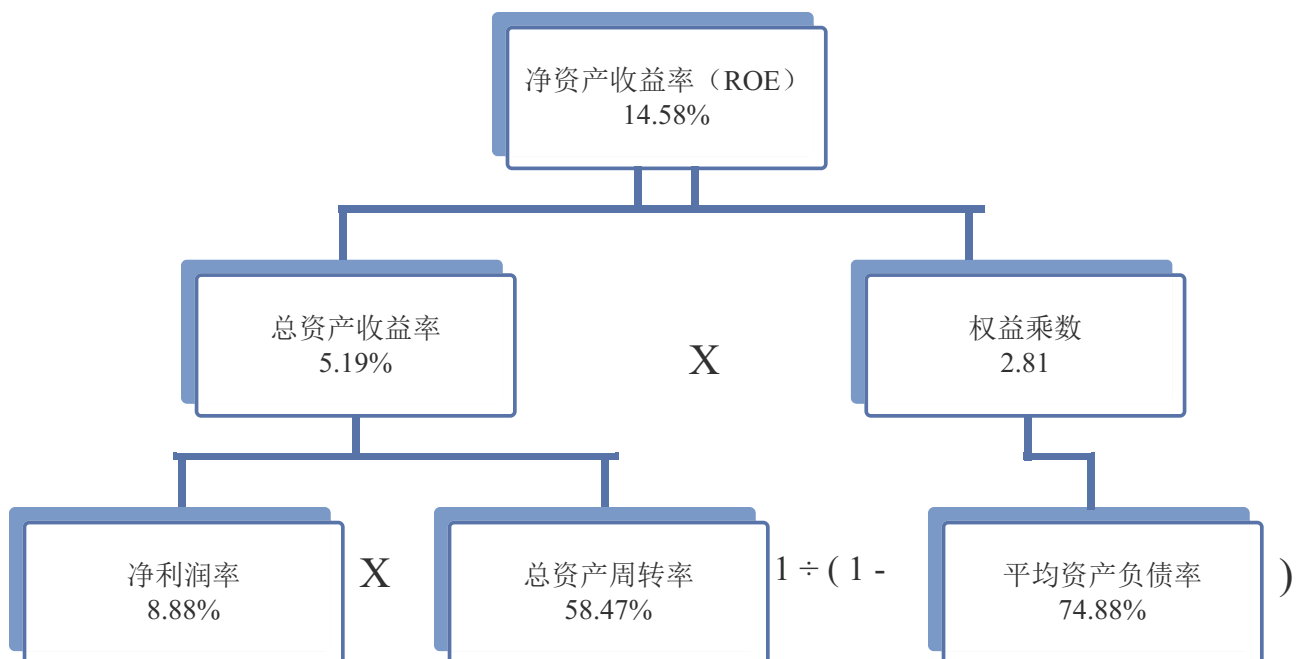 净资产收益率（ROE）
14.58%
总资产收益率
5.19%
X
权益乘数
2.81
净利润率
8.88%
X
总资产周转率
58.47%
1 ÷ ( 1 -
平均资产负债率
74.88%
)